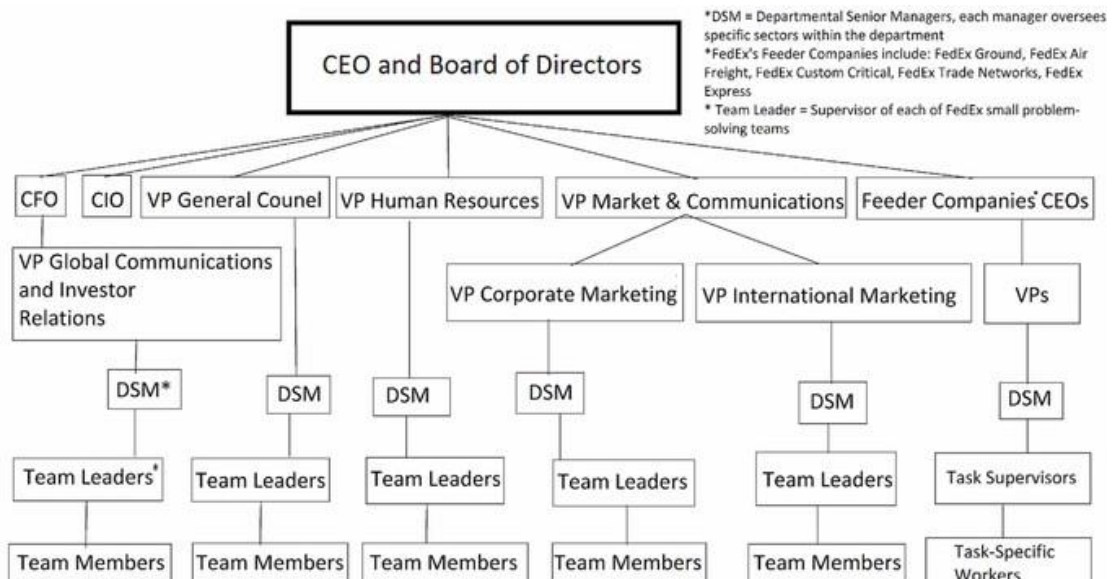 *DSM = Departmental Senior Managers, each manager oversees
specific sectors within the department
*FedEx's Feeder Companies include: FedEx Ground, FedEx Air
Freight, FedEx Custom Critical, FedEx Trade Networks, FedEx
Express
* Team Leader = Supervisor of each of FedEx small problem-
solving teams
CEO and Board of Directors
CFO
CIO
VP General Counel
VP Human Resources
VP Market & Communications
Feeder Companies* CEOs
VP Global Communications
and Investor
Relations
VP Corporate Marketing
VP International Marketing
VPs
DSM*
DSM
DSM
DSM
DSM
DSM
Team Leaders*
Team Leaders
Team Leaders
Team Leaders
Team Leaders
Task Supervisors
Team Members
Team Members
Team Members
Team Members
Team Members
Task-Specific
Workers